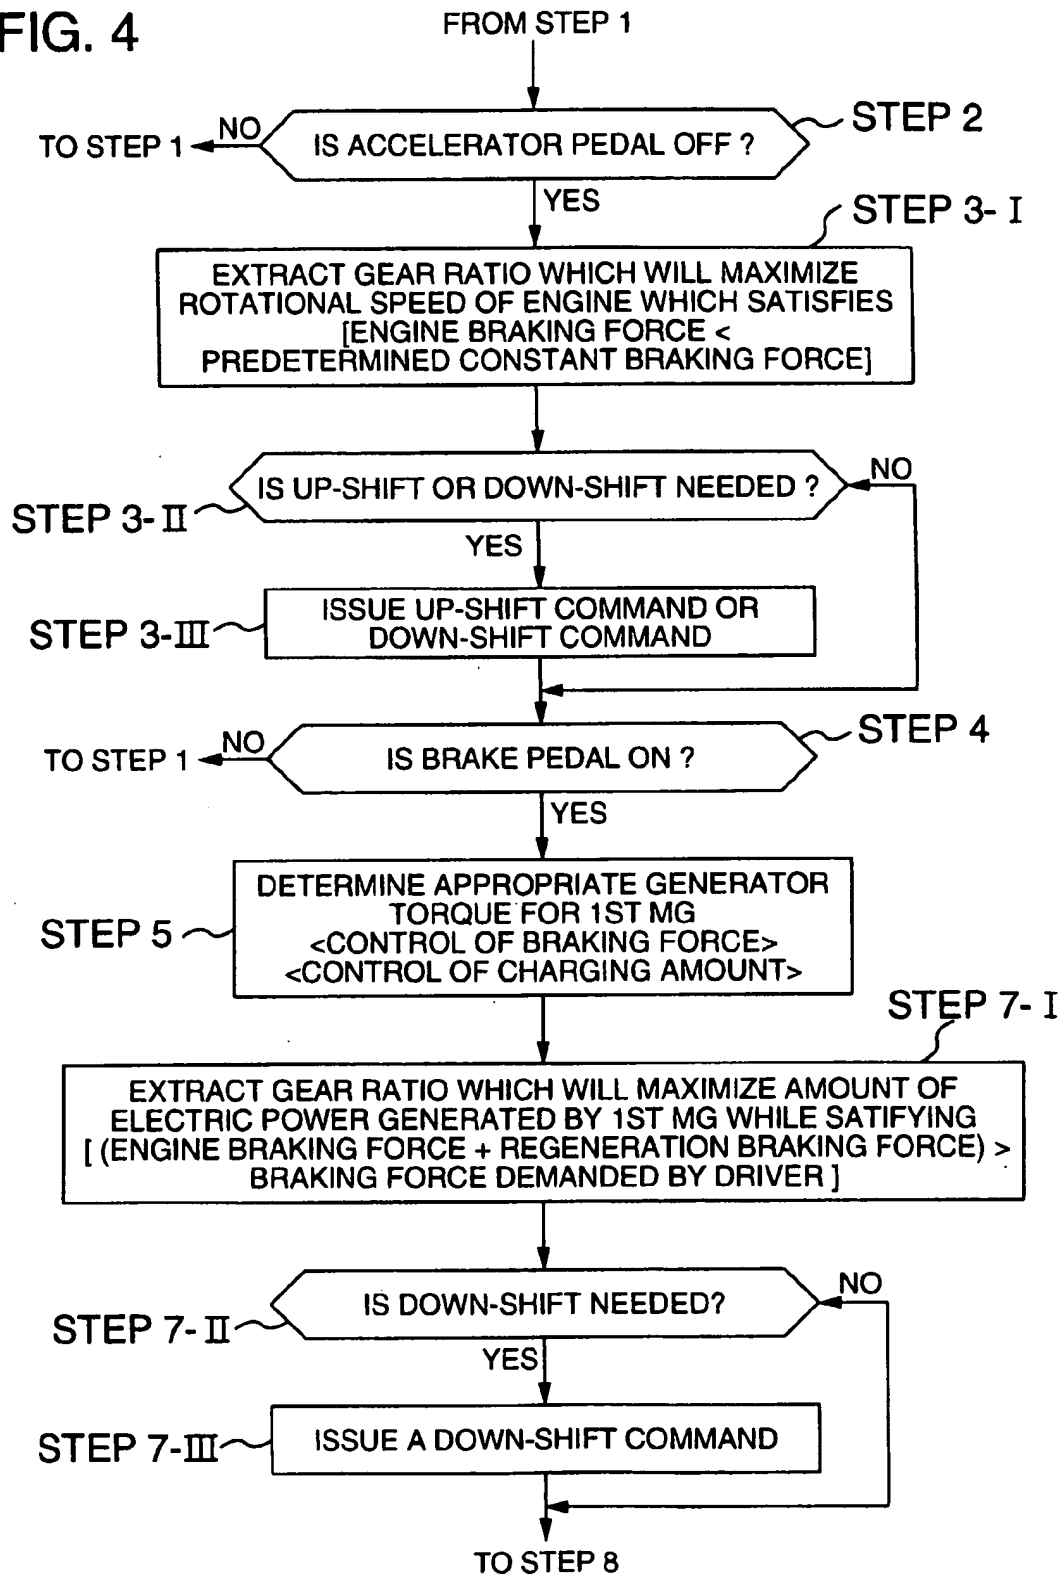 FIG. 4
FROM STEP 1
STEP 2
TO STEP 1
NO
IS ACCELERATOR PEDAL OFF ?
YES
STEP 3-I
EXTRACT GEAR RATIO WHICH WILL MAXIMIZE
ROTATIONAL SPEED OF ENGINE WHICH SATISFIES
[ENGINE BRAKING FORCE <
PREDETERMINED CONSTANT BRAKING FORCE]
IS UP-SHIFT OR DOWN-SHIFT NEEDED ?
NO
STEP 3-II
YES
STEP 3-III
ISSUE UP-SHIFT COMMAND OR
DOWN-SHIFT COMMAND
STEP 4
TO STEP 1
NO
IS BRAKE PEDAL ON ?
YES
STEP 5
DETERMINE APPROPRIATE GENERATOR
TORQUE FOR 1ST MG
<CONTROL OF BRAKING FORCE>
<CONTROL OF CHARGING AMOUNT>
STEP 7-I
EXTRACT GEAR RATIO WHICH WILL MAXIMIZE AMOUNT OF
ELECTRIC POWER GENERATED BY 1ST MG WHILE SATIFYING
[ (ENGINE BRAKING FORCE + REGENERATION BRAKING FORCE) >
BRAKING FORCE DEMANDED BY DRIVER ]
IS DOWN-SHIFT NEEDED?
NO
STEP 7-II
YES
STEP 7-III
ISSUE A DOWN-SHIFT COMMAND
TO STEP 8